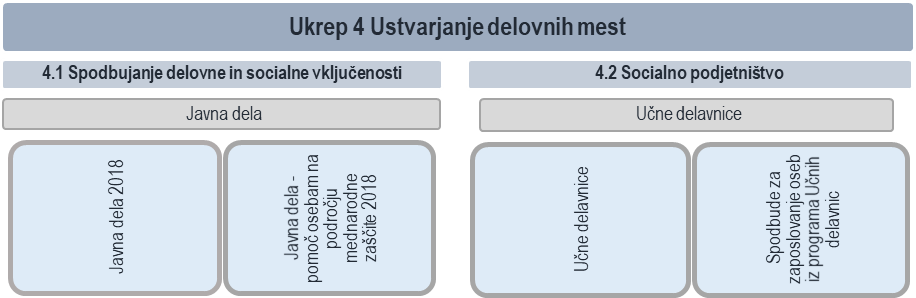 Ukrep 4 Ustvarjanje delovnih mest
4.1 Spodbujanje delovne in socialne vključenosti
4.2 Socialno podjetništvo
Javna dela
Učne delavnice
Javna dela 2018
Javna dela -
pomoč osebam na
področju
mednarodne
zaščite 2018
Učne delavnice
Spodbude za
zaposlovanje oseb
iz programa Učnih
delavnic